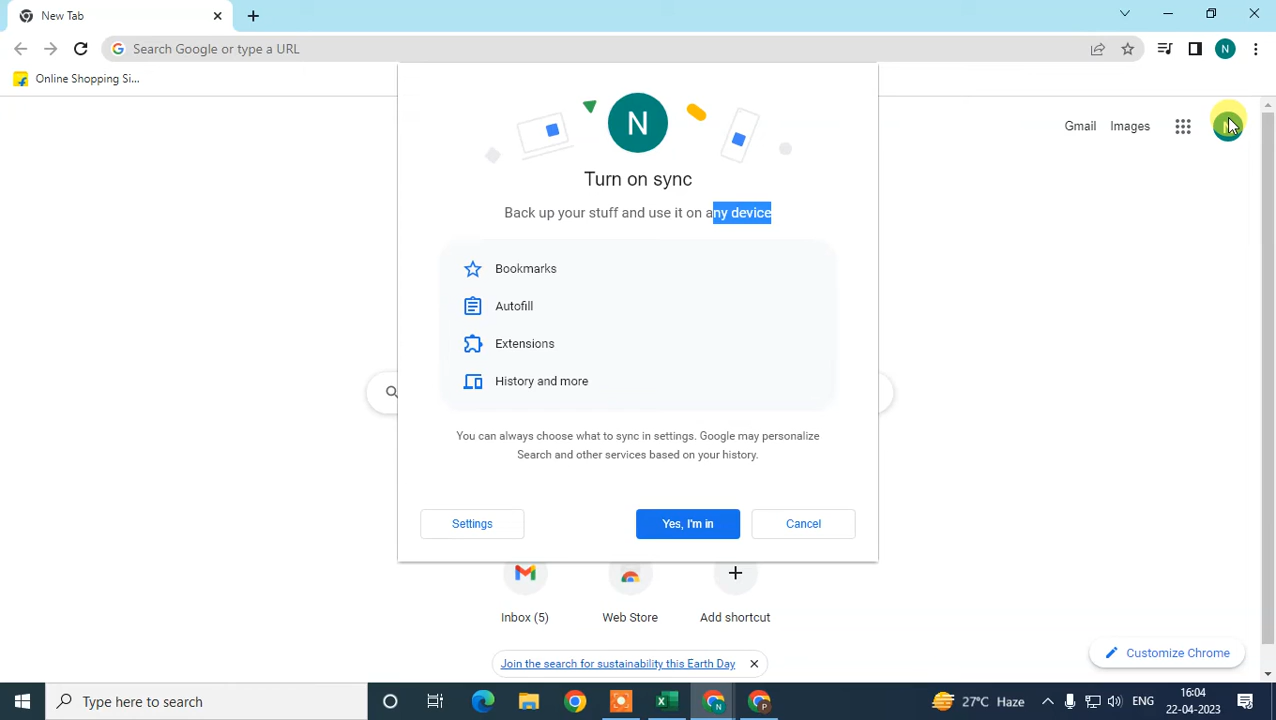 New Tab
Search Google or type a URL
N
Online Shopping Si...
Gmail
Images
N
Turn on sync
Back up your stuff and use it on any device
Bookmarks
Autofill
Extensions
History and more
You can always choose what to sync in settings. Google may personalize
Search and other services based on your history.
Settings
Yes, I'm in
Cancel
Inbox (5)
Web Store
Add shortcut
Join the search for sustainability this Earth Day
Customize Chrome
Type here to search
27°C Haze
ENG
16:04
22-04-2023